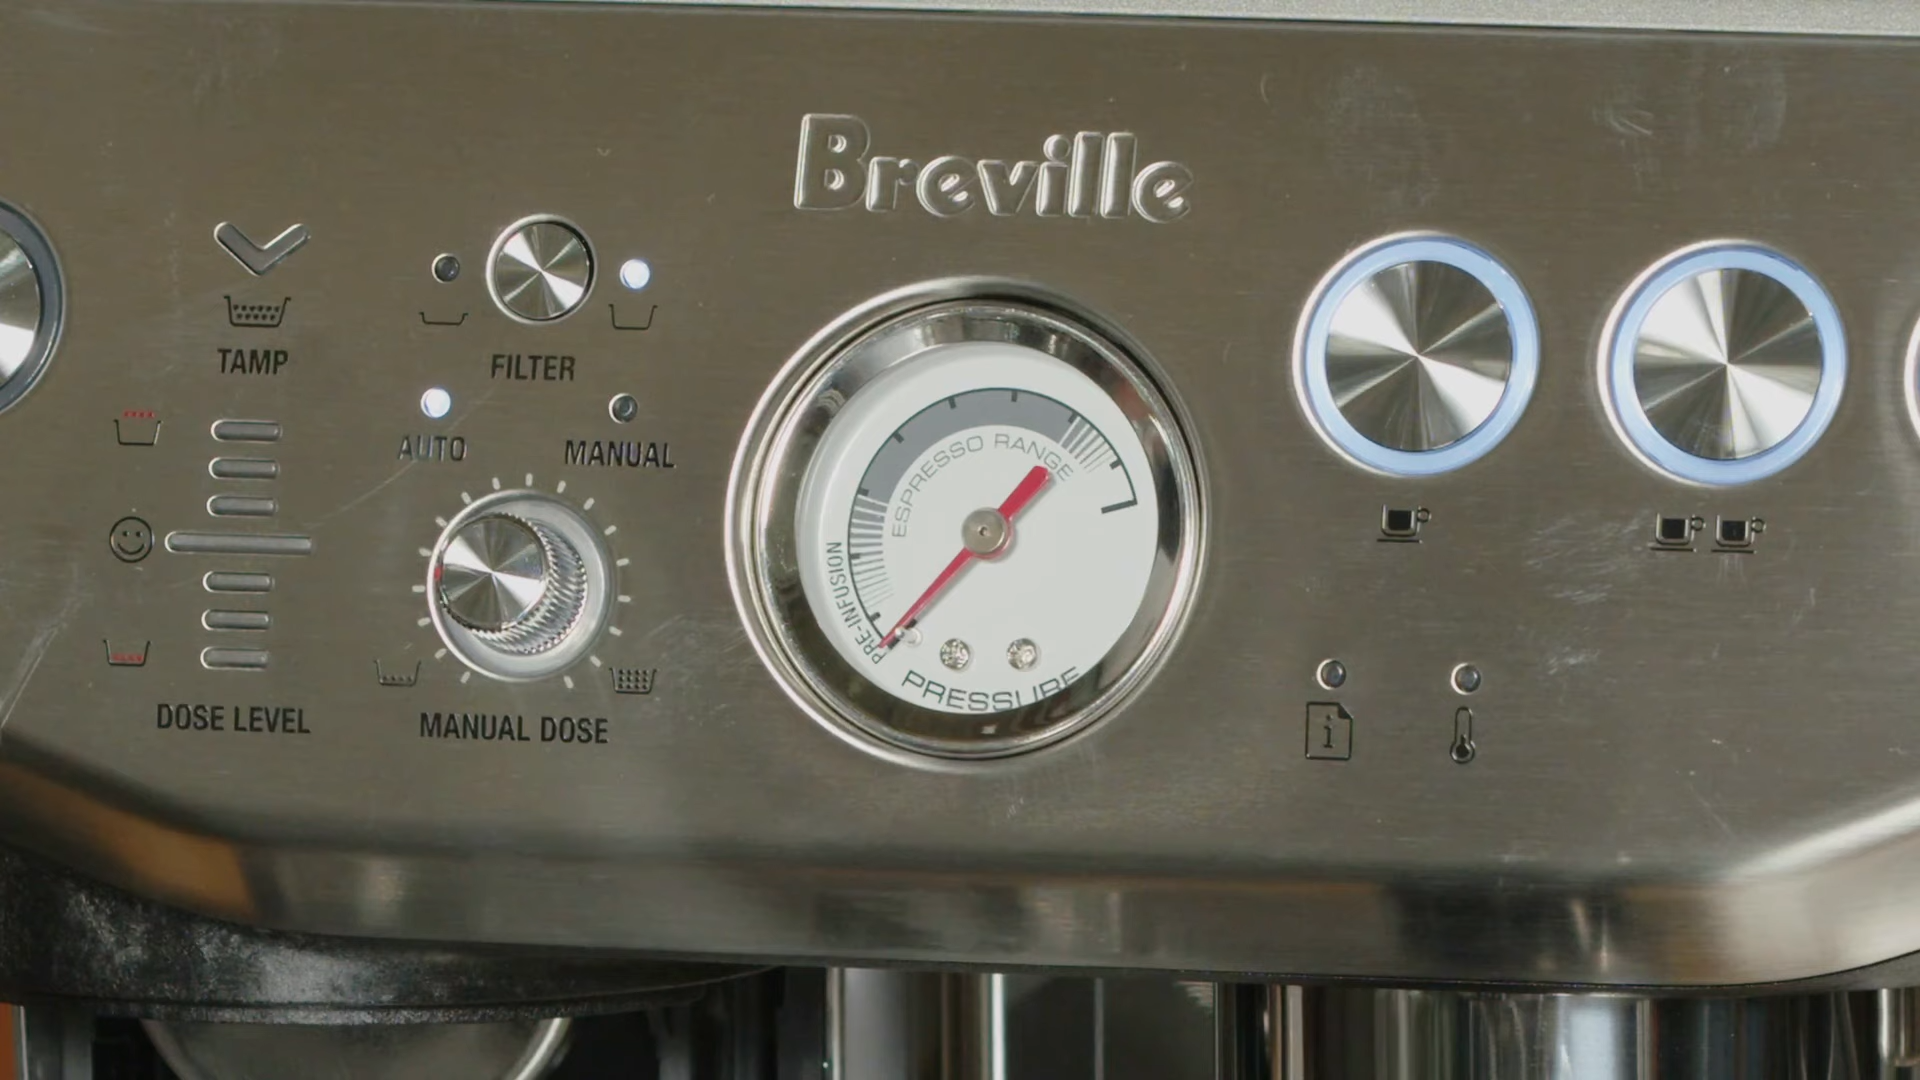 Breville
TAMP
FILTER
AUTO
MANUAL
DOSE LEVEL
MANUAL DOSE
ESPRESSO RANGE
PRE-INFUSION
PRESSURE
i